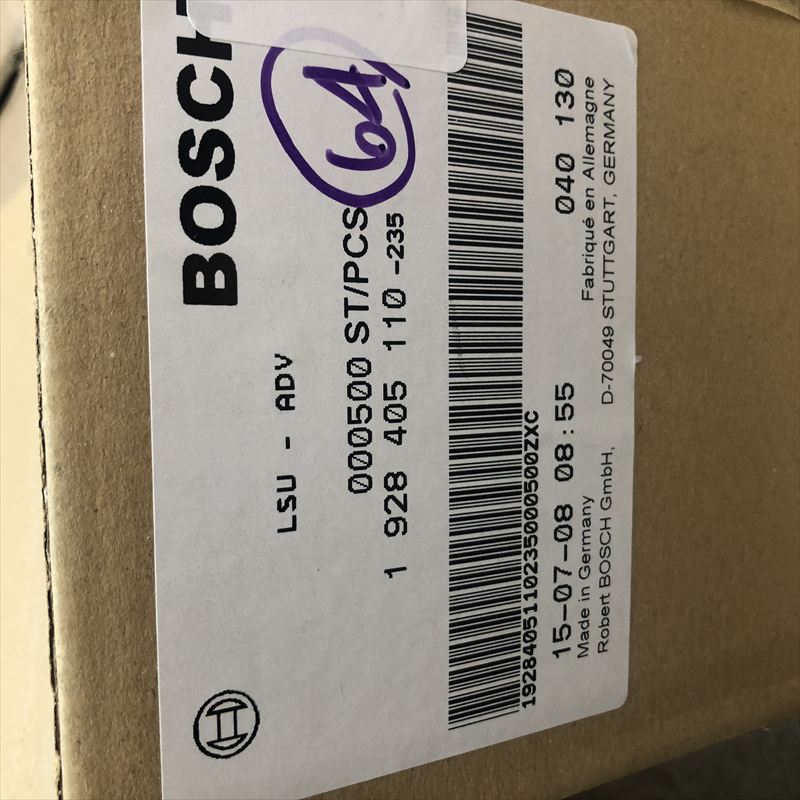 BOSCH
LSU - ADV
64
000500 ST/PCS
1 928 405 110 -235
19284051102350000500ZXC
15-07-08 08:55
040 130
Made in Germany
Fabriqué en Allemagne
Robert BOSCH GmbH, D-70049 STUTTGART, GERMANY